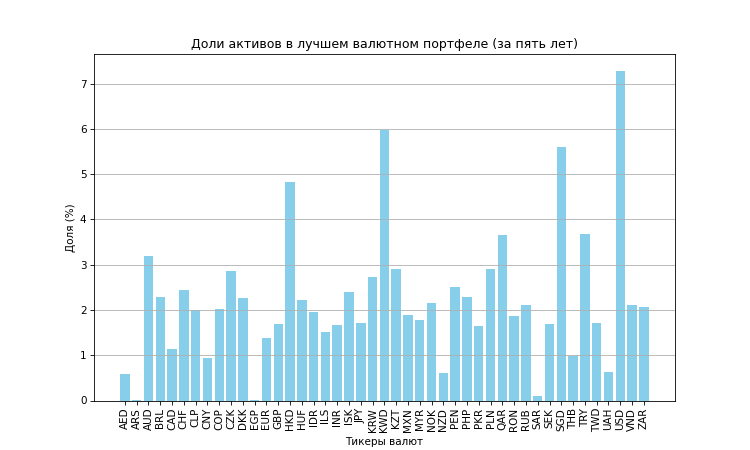 Доли активов в лучшем валютном портфеле (за пять лет)
Доля (%)
7
6
5
4
3
2
1
0
AED ARS AUD BRL CAD CHF CLP CNY COP CZK DKK EGP EUR GBP HKD HUF IDR ILS INR ISK JPY KRW KWD KZT MXN MYR NOK NZD PEN PHP PKR PLN QAR RON RUB SAR SEK SGD THB TRY TWD UAH USD VND ZAR
Тикеры валют